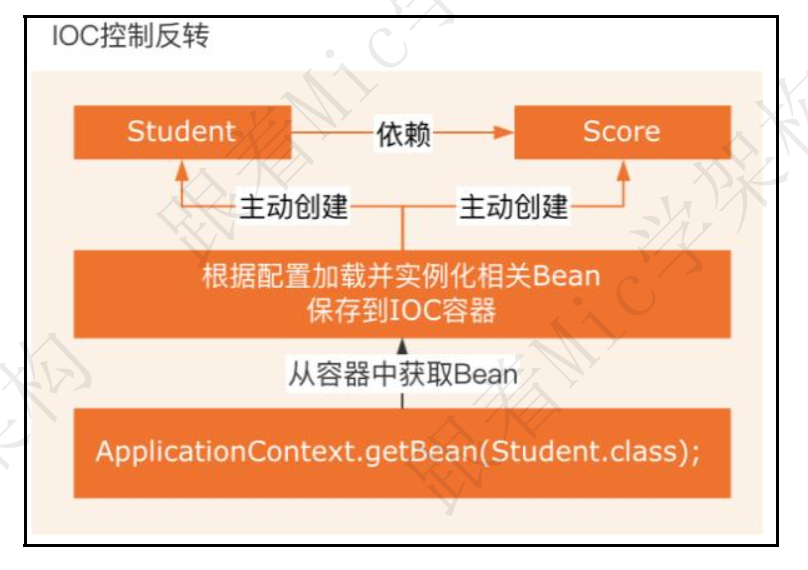 IOC控制反转
Student
依赖
Score
主动创建
主动创建
根据配置加载并实例化相关Bean
保存到IOC容器
从容器中获取Bean
ApplicationContext.getBean(Student.class);
跟着Mic学架构
跟着Mic学架构